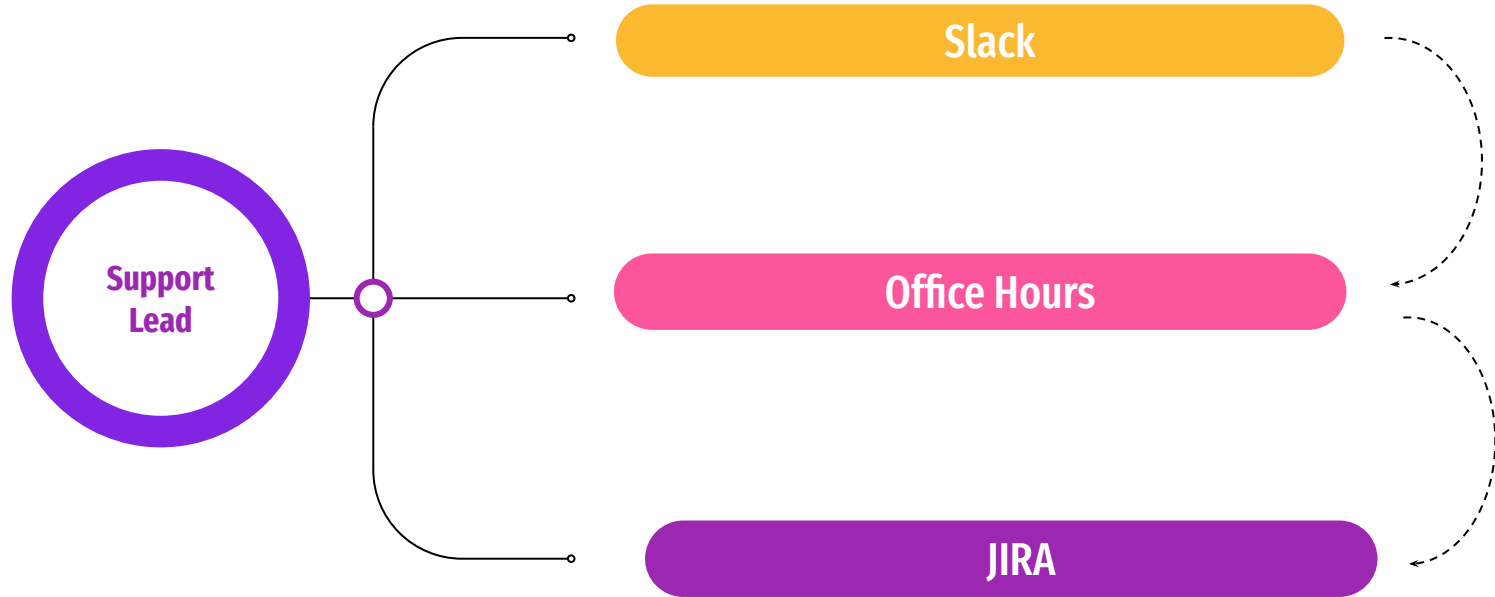 Slack
Support
Lead
Office Hours
JIRA